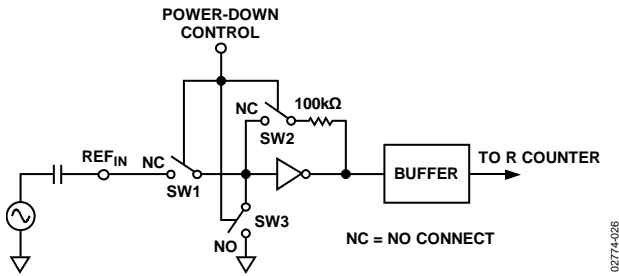 POWER-DOWN
CONTROL
NC
100kΩ
SW2
REFIN
NC
SW1
BUFFER
TO R COUNTER
SW3
NO
NC = NO CONNECT
02774-026